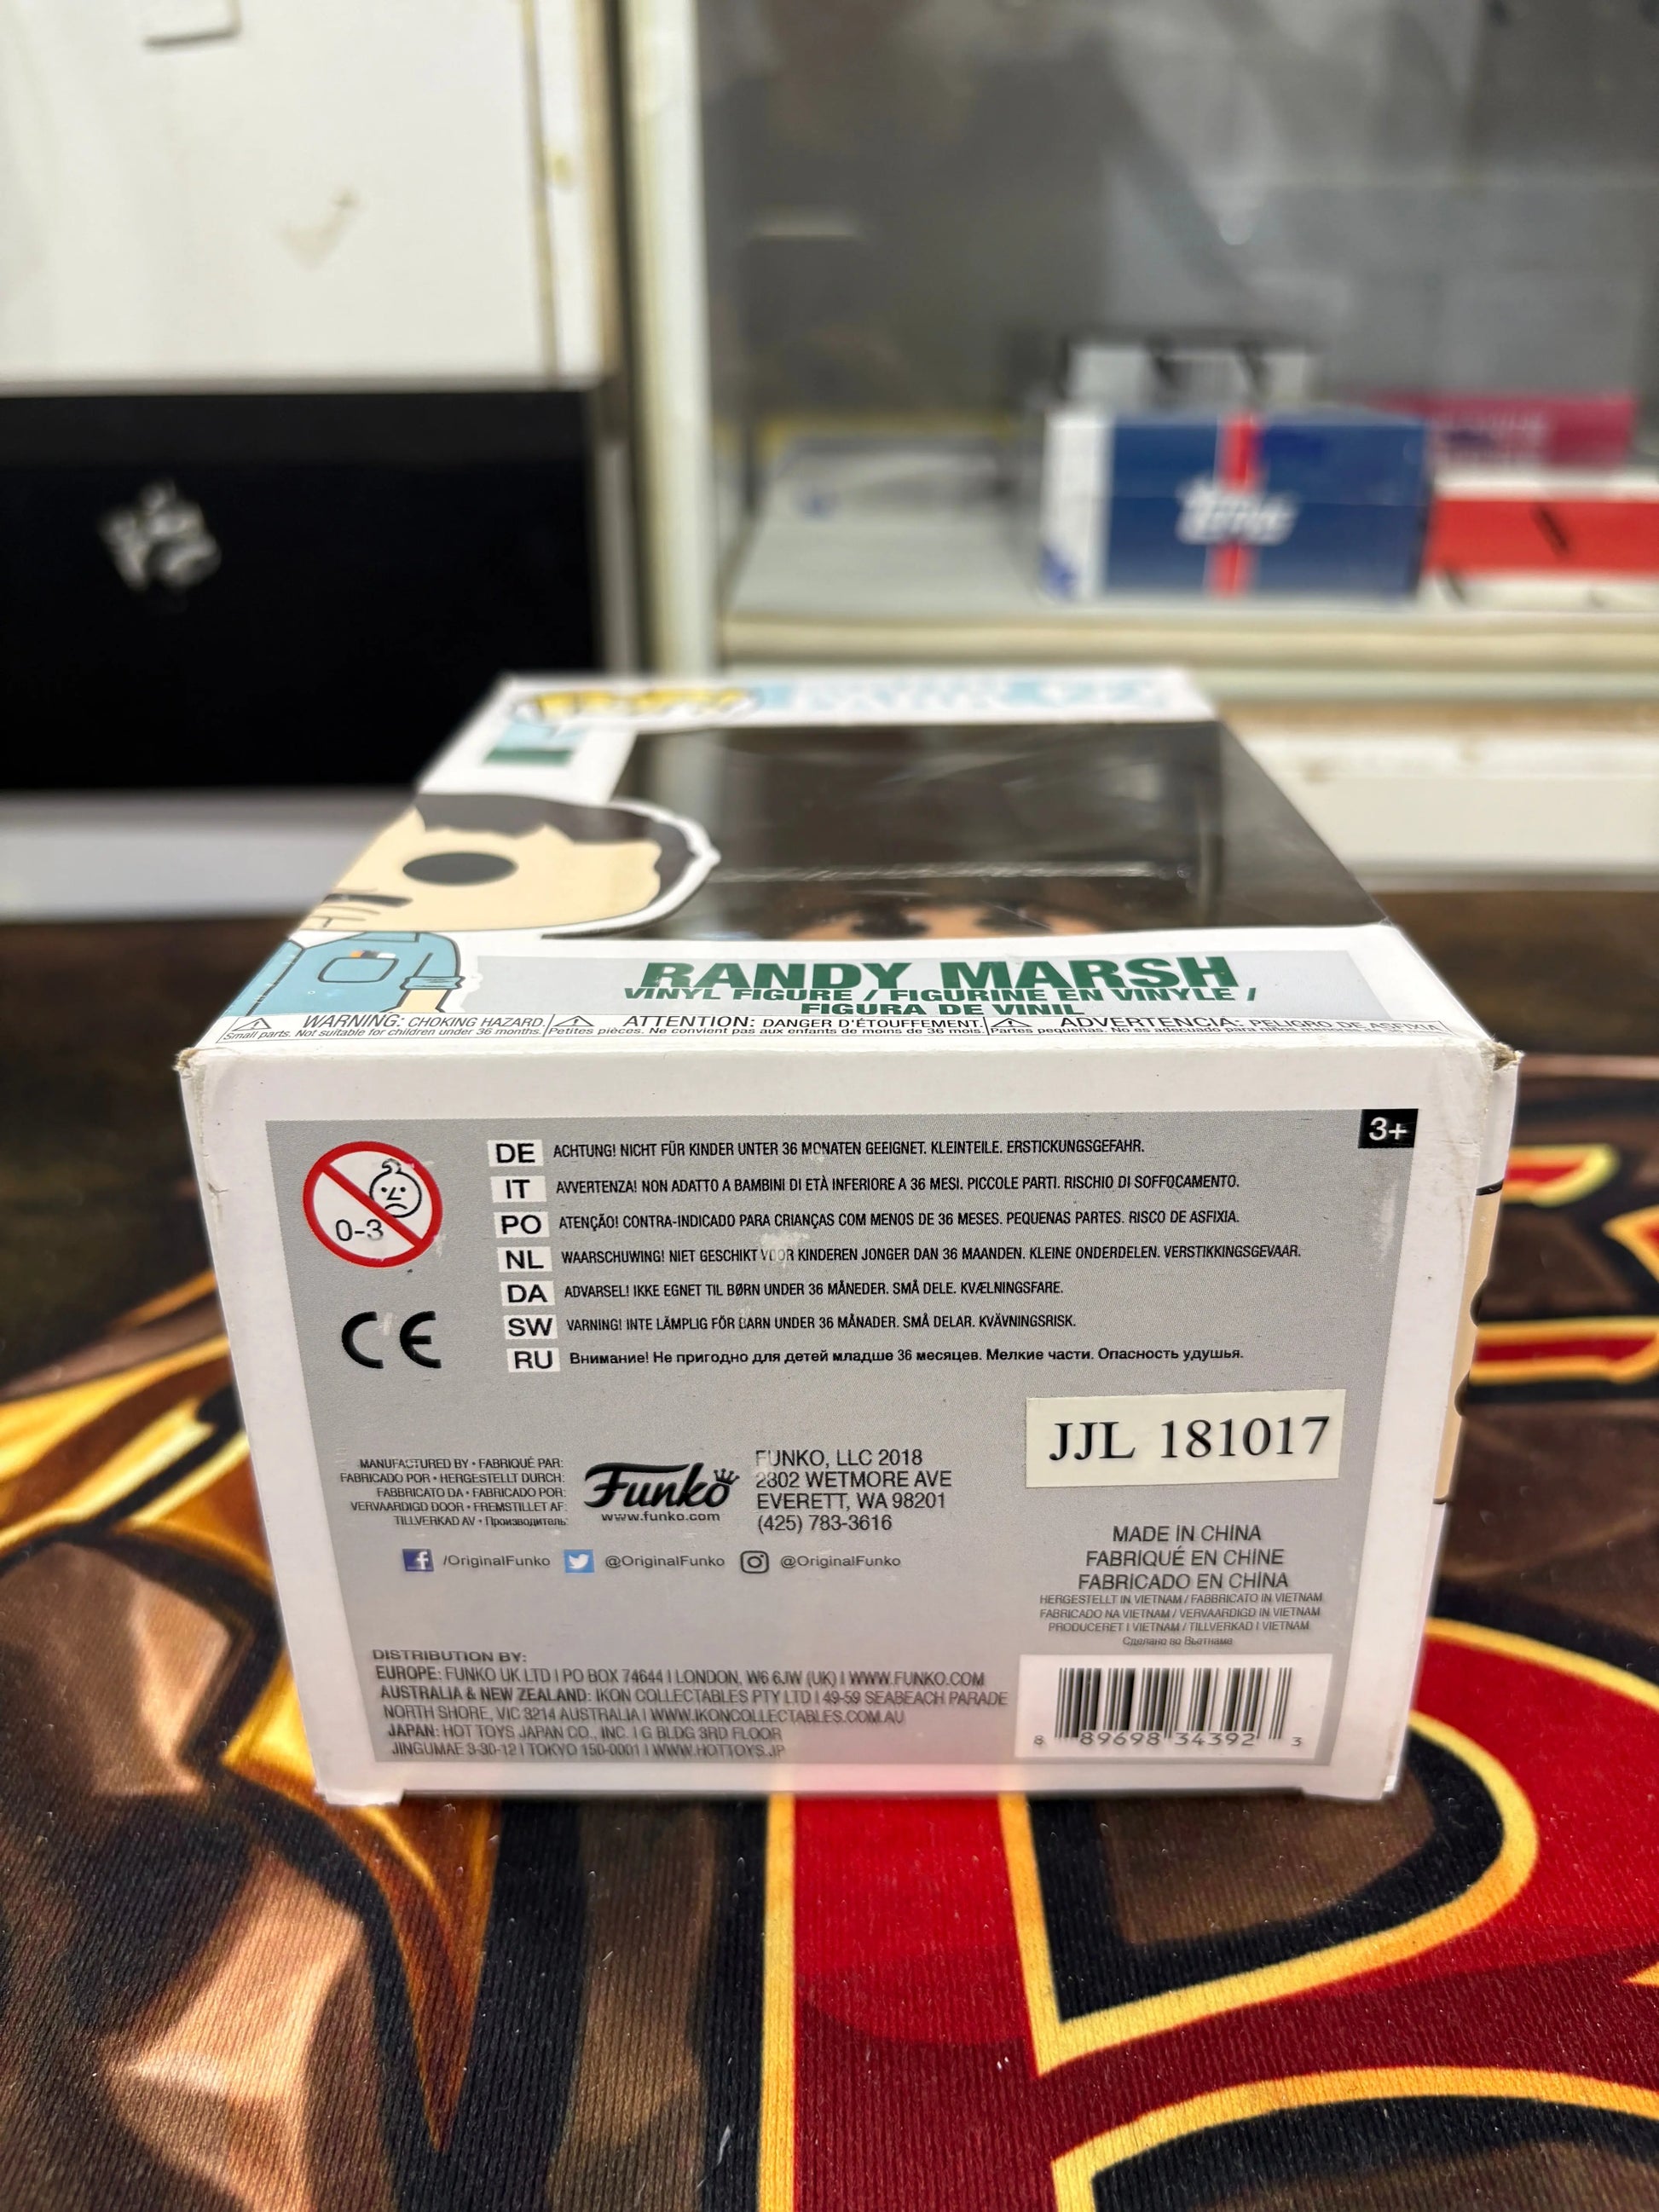 RANDY MARSH
VINYL FIGURE / FIGURINE EN VINYLE /
FIGURA DE VINIL
WARNING: CHOKING HAZARD.
Small parts. Not suitable for children under 36 months.
ATTENTION: DANGER D'ÉTOUFFEMENT.
Petites pièces. Ne convient pas aux enfants de moins de 36 mois.
ADVERTENCIA: PELIGRO DE ASFIXIA
Partes pequeñas. No es adecuado para niños menores de 36 meses.
3+
0-3
DE ACHTUNG! NICHT FÜR KINDER UNTER 36 MONATEN GEEIGNET. KLEINTEILE. ERSTICKUNGSGEFAHR.
IT AVVERTENZA! NON ADATTO A BAMBINI DI ETÀ INFERIORE A 36 MESI. PICCOLE PARTI. RISCHIO DI SOFFOCAMENTO.
PO ATENÇÃO! CONTRA-INDICADO PARA CRIANÇAS COM MENOS DE 36 MESES. PEQUENAS PARTES. RISCO DE ASFIXIA.
NL WAARSCHUWING! NIET GESCHIKT VOOR KINDEREN JONGER DAN 36 MAANDEN. KLEINE ONDERDELEN. VERSTIKKINGSGEVAAR.
DA ADVARSEL! IKKE EGNET TIL BØRN UNDER 36 MÅNEDER. SMÅ DELE. KVÆLNINGSFARE.
SW VARNING! INTE LÄMPLIG FÖR BARN UNDER 36 MÅNADER. SMÅ DELAR. KVÄVNINGSRISK.
RU Внимание! Не пригодно для детей младше 36 месяцев. Мелкие части. Опасность удушья.
CE
JJL 181017
MANUFACTURED BY • FABRIQUÉ PAR:
FABRICADO POR • HERGESTELLT DURCH:
FABBRICATO DA • FABRICADO POR:
VERVAARDIGD DOOR • FREMSTILLET AF:
TILLVERKAD AV • Производитель:
Funko
www.funko.com
FUNKO, LLC 2018
2802 WETMORE AVE
EVERETT, WA 98201
(425) 783-3616
/OriginalFunko @OriginalFunko @OriginalFunko
MADE IN CHINA
FABRIQUÉ EN CHINE
FABRICADO EN CHINA
HERGESTELLT IN VIETNAM / FABBRICATO IN VIETNAM
FABRICADO NA VIETNAM / VERVAARDIGD IN VIETNAM
PRODUCERET I VIETNAM / TILLVERKAD I VIETNAM
Сделано во Вьетнаме
DISTRIBUTION BY:
EUROPE: FUNKO UK LTD | PO BOX 74644 | LONDON, W6 6JW (UK) | WWW.FUNKO.COM
AUSTRALIA & NEW ZEALAND: IKON COLLECTABLES PTY LTD | 49-59 SEABEACH PARADE
NORTH SHORE, VIC 3214 AUSTRALIA | WWW.IKONCOLLECTABLES.COM.AU
JAPAN: HOT TOYS JAPAN CO., INC. | G BLDG 3RD FLOOR
JINGUMAE 3-30-12 | TOKYO 150-0001 | WWW.HOTTOYS.JP
8 89698 34392 3